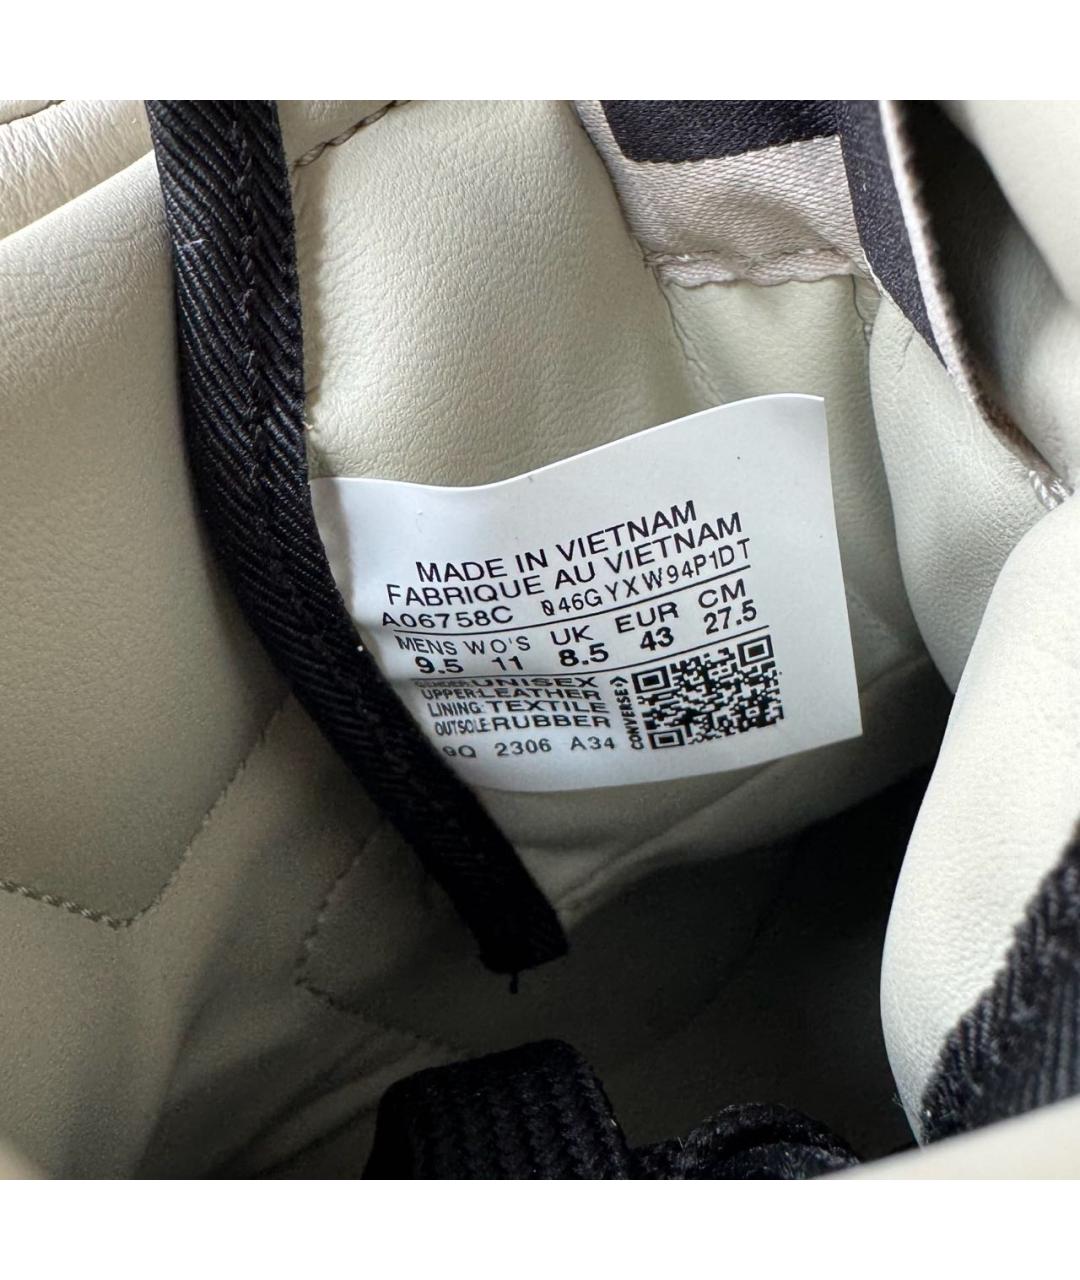 MADE IN VIETNAM
FABRIQUE AU VIETNAM
A06758C 046GYXW94P1DT
MENS WO'S UK EUR CM
9.5 11 8.5 43 27.5
GENDER:UNISEX
UPPER:LEATHER
LINING:TEXTILE
OUTSOLE:RUBBER
9Q 2306 A34
CONVERSE